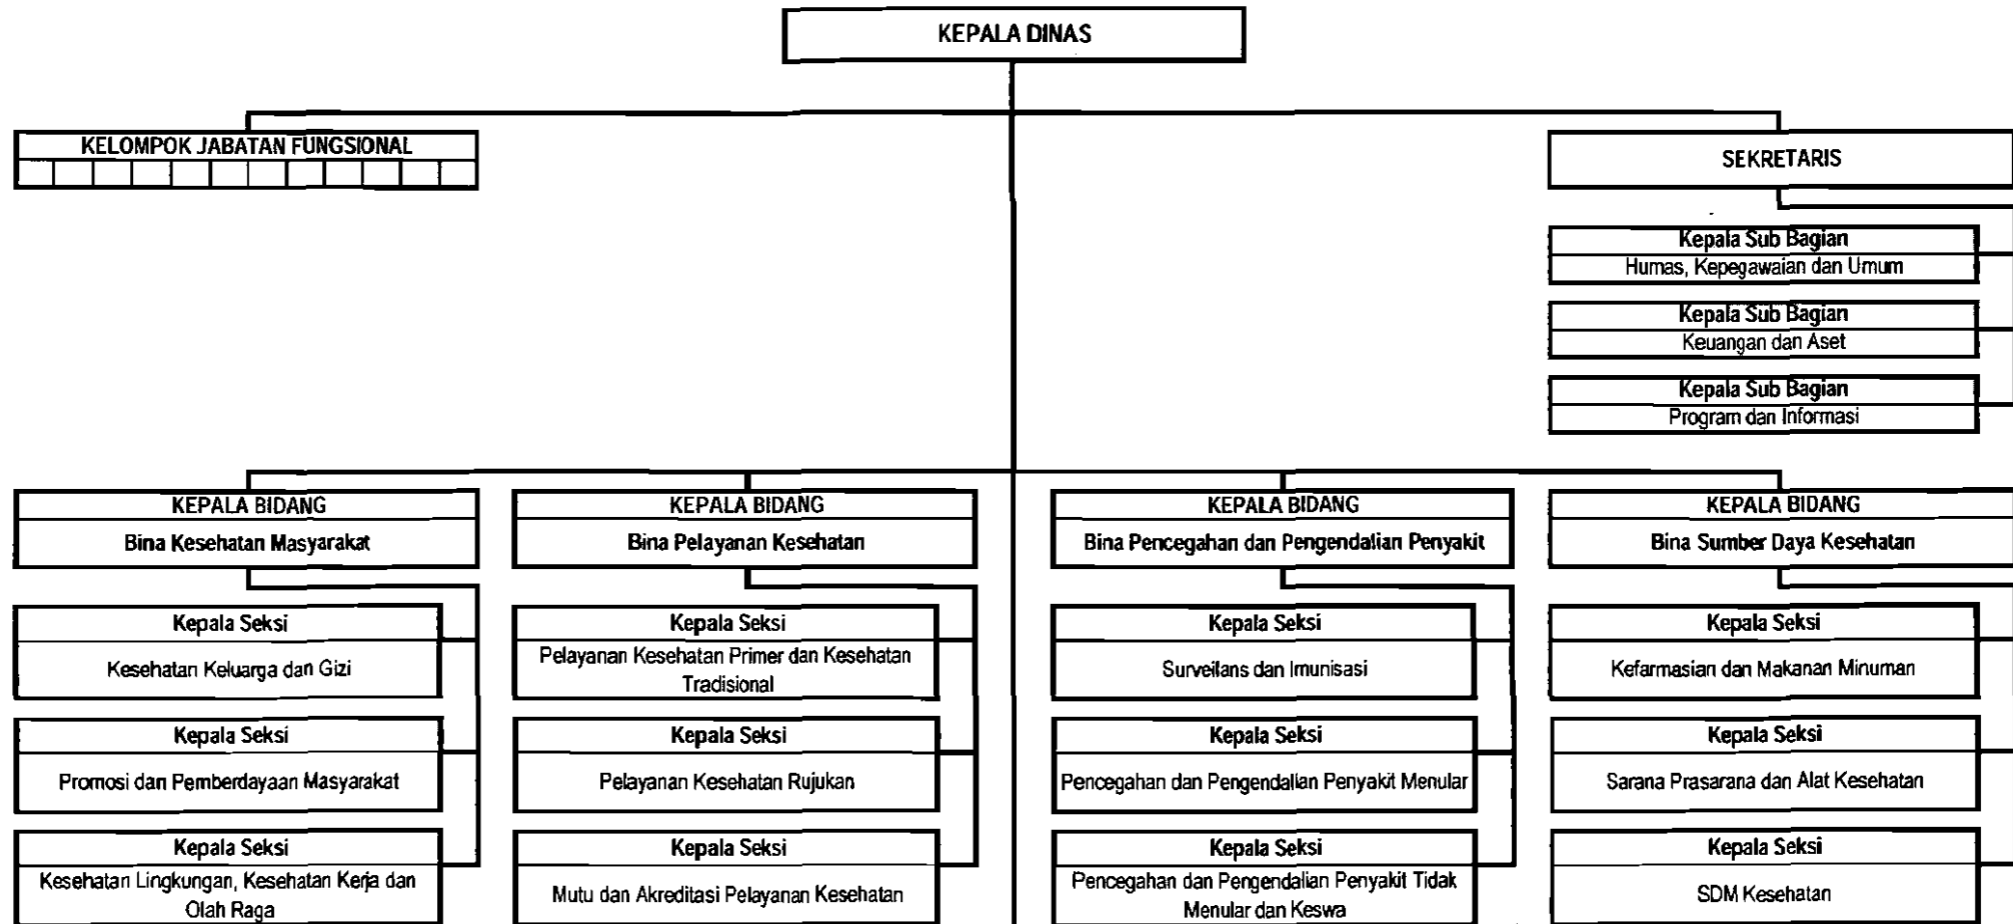 KEPALA DINAS
KELOMPOK JABATAN FUNGSIONAL
SEKRETARIS
Kepala Sub Bagian
Humas, Kepegawaian dan Umum
Kepala Sub Bagian
Keuangan dan Aset
Kepala Sub Bagian
Program dan Informasi
KEPALA BIDANG
Bina Kesehatan Masyarakat
Kepala Seksi
Kesehatan Keluarga dan Gizi
Kepala Seksi
Promosi dan Pemberdayaan Masyarakat
Kepala Seksi
Kesehatan Lingkungan, Kesehatan Kerja dan
Olah Raga
KEPALA BIDANG
Bina Pelayanan Kesehatan
Kepala Seksi
Pelayanan Kesehatan Primer dan Kesehatan
Tradisional
Kepala Seksi
Pelayanan Kesehatan Rujukan
Kepala Seksi
Mutu dan Akreditasi Pelayanan Kesehatan
KEPALA BIDANG
Bina Pencegahan dan Pengendalian Penyakit
Kepala Seksi
Surveilans dan Imunisasi
Kepala Seksi
Pencegahan dan Pengendalian Penyakit Menular
Kepala Seksi
Pencegahan dan Pengendalian Penyakit Tidak
Menular dan Keswa
KEPALA BIDANG
Bina Sumber Daya Kesehatan
Kepala Seksi
Kefarmasian dan Makanan Minuman
Kepala Seksi
Sarana Prasarana dan Alat Kesehatan
Kepala Seksi
SDM Kesehatan